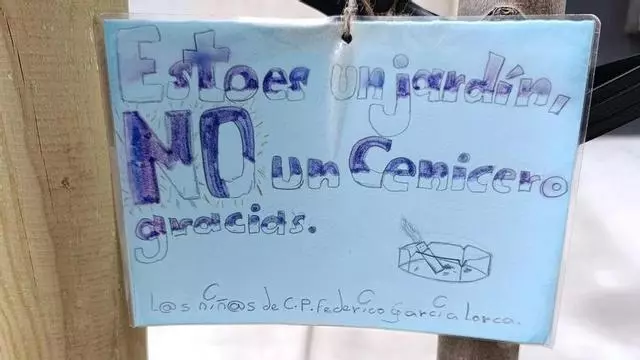 Esto es un jardín,
NO un Cenicero
gracias.
L@s niñ@s de C.P. Federico García Lorca.